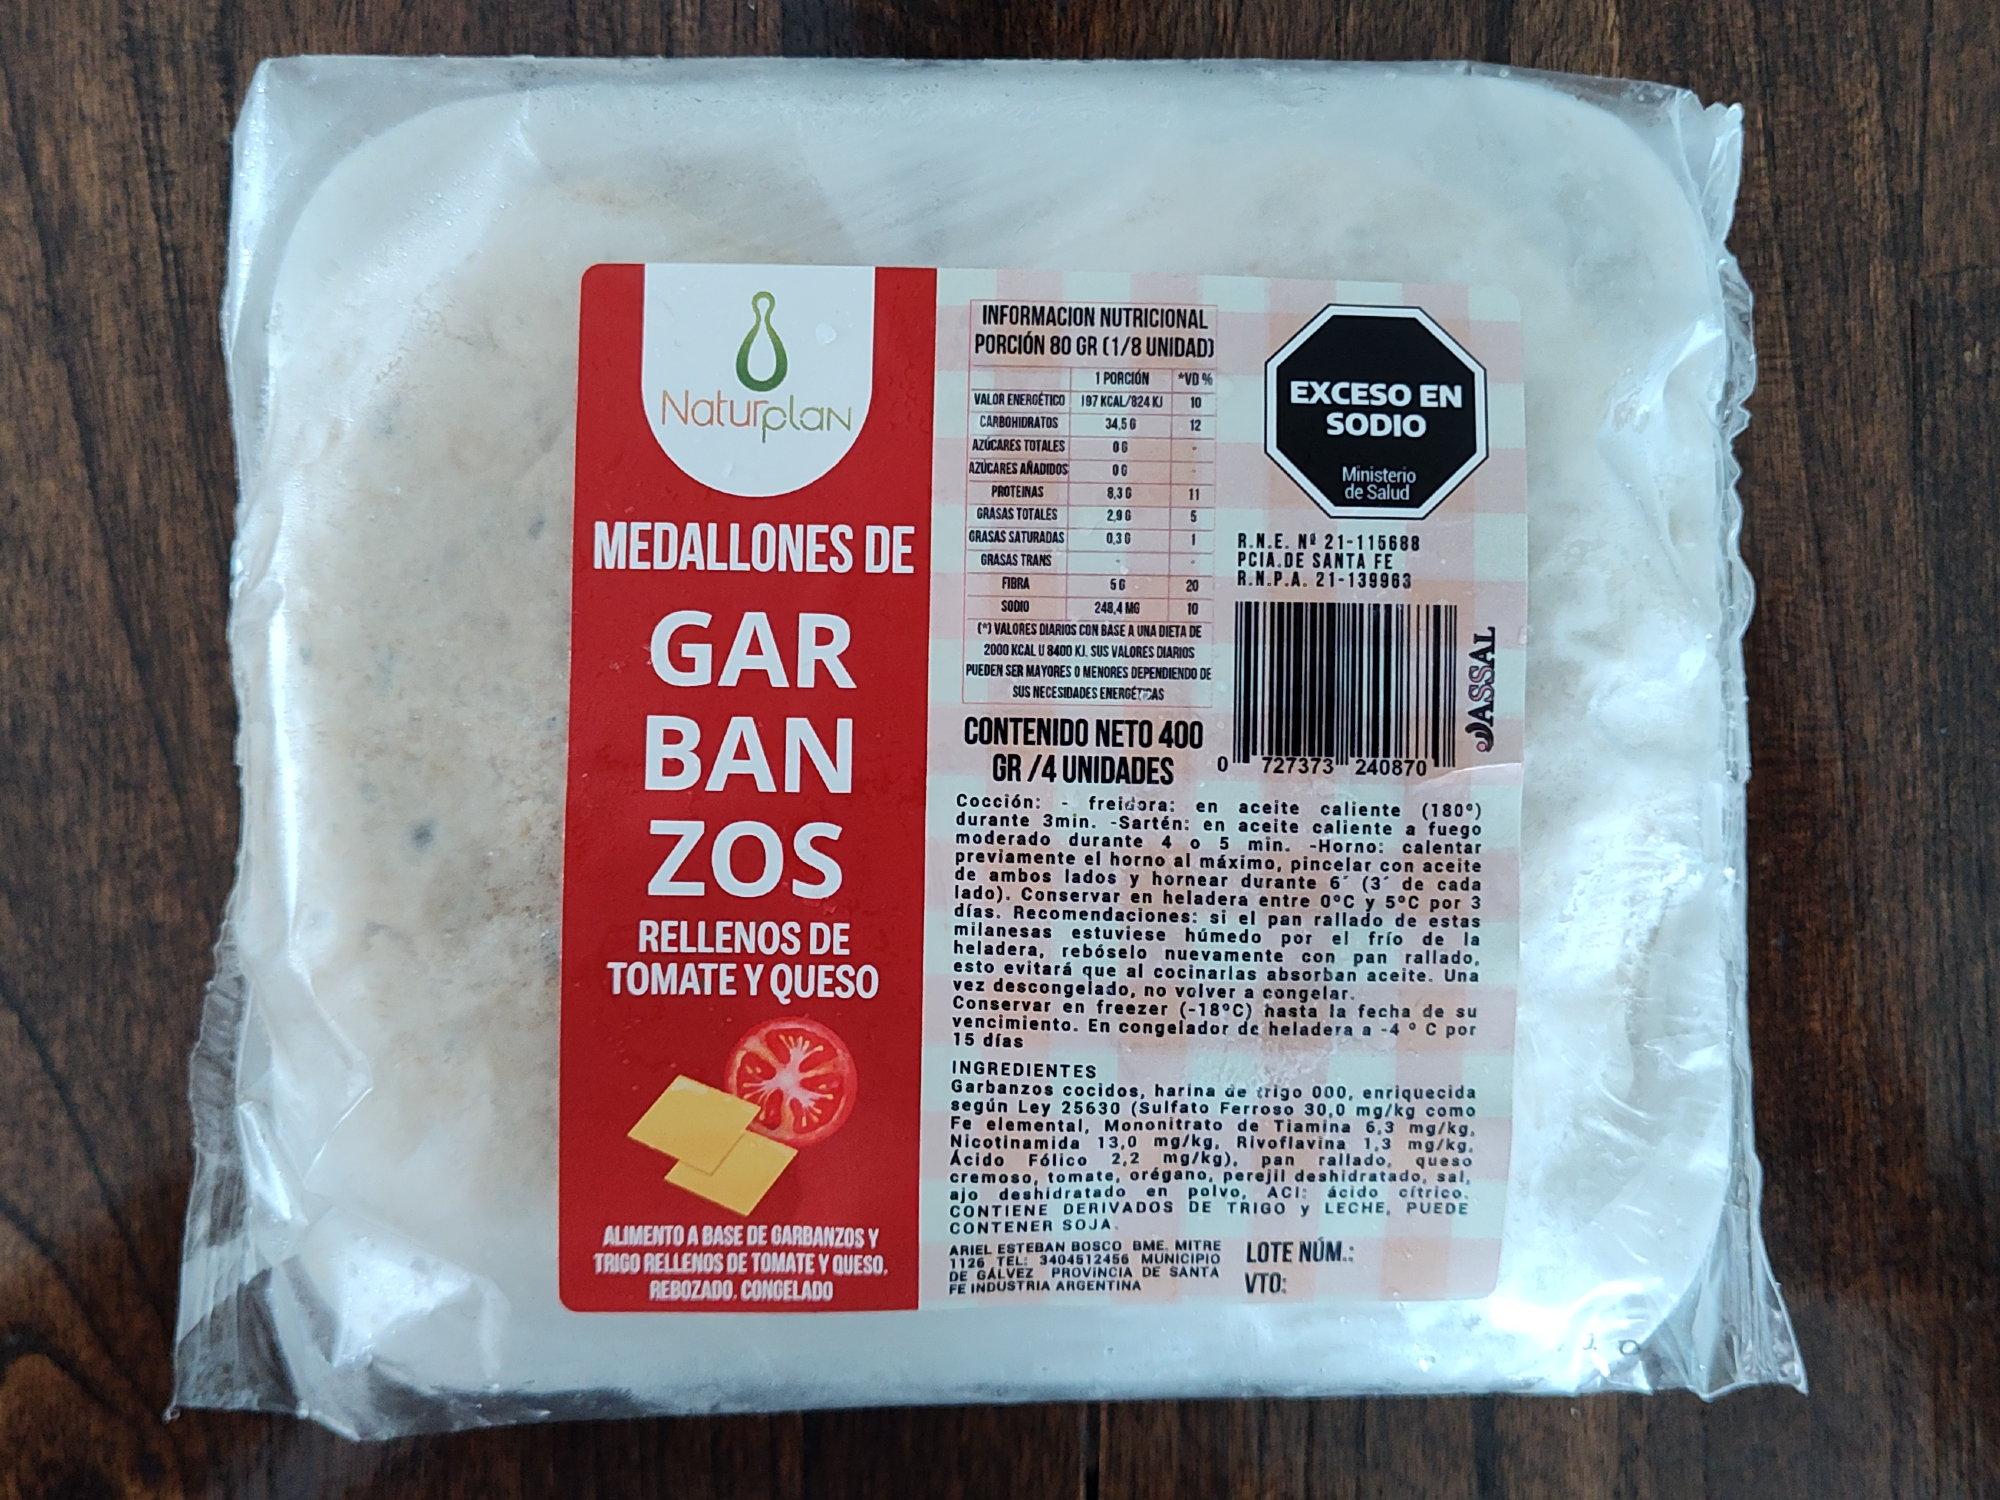 Naturplan
MEDALLONES DE
GAR
BAN
ZOS
RELLENOS DE
TOMATE Y QUESO
ALIMENTO A BASE DE GARBANZOS Y
TRIGO RELLENOS DE TOMATE Y QUESO.
REBOZADO. CONGELADO
INFORMACION NUTRICIONAL
PORCIÓN 80 GR (1/8 UNIDAD)
1 PORCIÓN *VD %
VALOR ENERGÉTICO 197 KCAL/824 KJ 10
CARBOHIDRATOS 34,5 G 12
AZÚCARES TOTALES 0 G -
AZÚCARES AÑADIDOS 0 G -
PROTEINAS 8,3 G 11
GRASAS TOTALES 2,9 G 5
GRASAS SATURADAS 0,3 G 1
GRASAS TRANS - -
FIBRA 5 G 20
SODIO 248,4 MG 10
(*) VALORES DIARIOS CON BASE A UNA DIETA DE
2000 KCAL U 8400 KJ. SUS VALORES DIARIOS
PUEDEN SER MAYORES O MENORES DEPENDIENDO DE
SUS NECESIDADES ENERGÉTICAS
CONTENIDO NETO 400
GR /4 UNIDADES
EXCESO EN
SODIO
Ministerio
de Salud
R.N.E. Nº 21-115688
PCIA.DE SANTA FE
R.N.P.A. 21-139963
0 727373 240870
ASSAL
Cocción: - freidora: en aceite caliente (180º)
durante 3min. -Sartén: en aceite caliente a fuego
moderado durante 4 o 5 min. -Horno: calentar
previamente el horno al máximo, pincelar con aceite
de ambos lados y hornear durante 6´ (3´ de cada
lado). Conservar en heladera entre 0ºC y 5ºC por 3
días. Recomendaciones: si el pan rallado de estas
milanesas estuviese húmedo por el frío de la
heladera, rebóselo nuevamente con pan rallado,
esto evitará que al cocinarlas absorban aceite. Una
vez descongelado, no volver a congelar.
Conservar en freezer (-18ºC) hasta la fecha de su
vencimiento. En congelador de heladera a -4 º C por
15 días
INGREDIENTES
Garbanzos cocidos, harina de trigo 000, enriquecida
según Ley 25630 (Sulfato Ferroso 30,0 mg/kg como
Fe elemental, Mononitrato de Tiamina 6,3 mg/kg,
Nicotinamida 13,0 mg/kg, Rivoflavina 1,3 mg/kg,
Ácido Fólico 2,2 mg/kg), pan rallado, queso
cremoso, tomate, orégano, perejil deshidratado, sal,
ajo deshidratado en polvo, ACI: ácido cítrico.
CONTIENE DERIVADOS DE TRIGO y LECHE, PUEDE
CONTENER SOJA.
ARIEL ESTEBAN BOSCO BME. MITRE
1126 TEL: 3404512456 MUNICIPIO
DE GÁLVEZ PROVINCIA DE SANTA
FE INDUSTRIA ARGENTINA
LOTE NÚM.:
VTO: